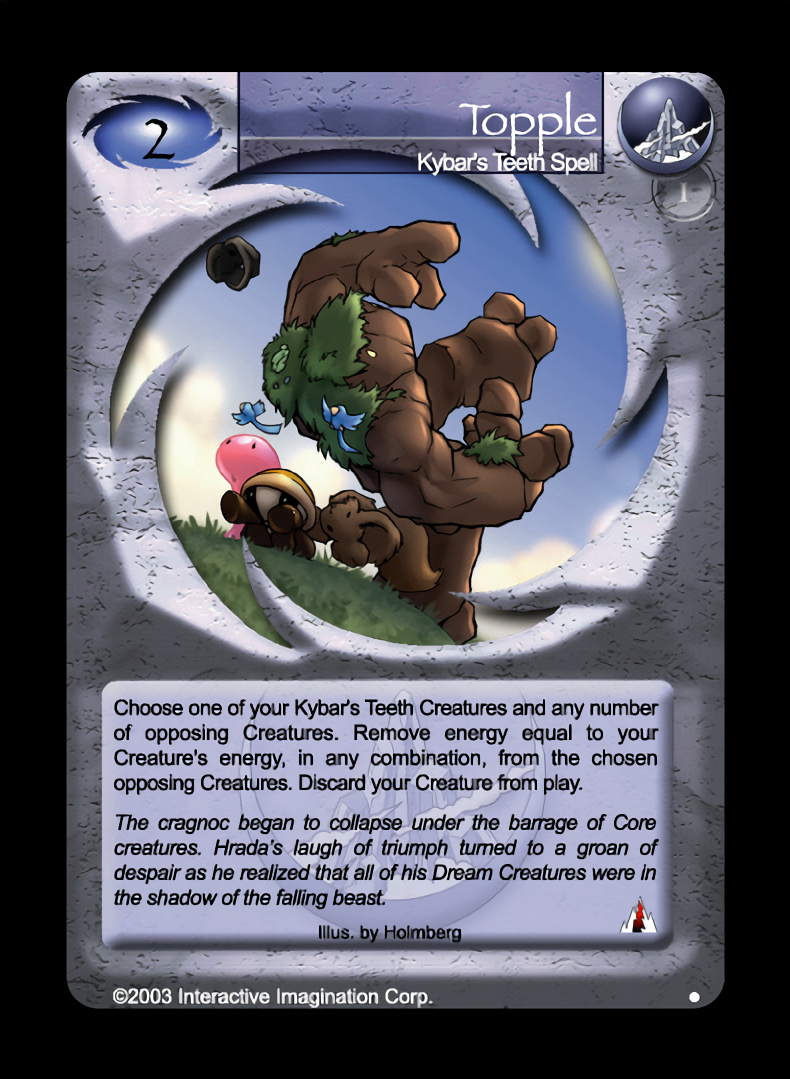 2
Topple
Kybar's Teeth Spell
1
Choose one of your Kybar's Teeth Creatures and any number
of opposing Creatures. Remove energy equal to your
Creature's energy, in any combination, from the chosen
opposing Creatures. Discard your Creature from play.
The cragnoc began to collapse under the barrage of Core
creatures. Hrada's laugh of triumph turned to a groan of
despair as he realized that all of his Dream Creatures were in
the shadow of the falling beast.
Illus. by Holmberg
©2003 Interactive Imagination Corp.